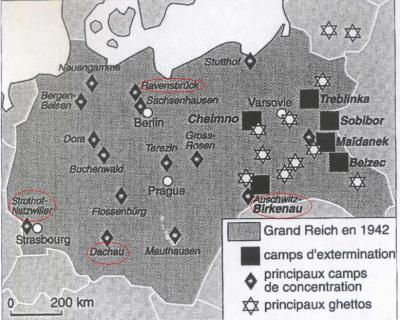 Stutthof
Neuengamme
Ravensbrück
Bergen-
Belsen
Sachsenhausen
Berlin
Varsovie
Treblinka
Chelmno
Sobibor
Dora
Gross-
Rosen
Maïdanek
Buchenwald
Terezin
Belzec
Prague
Struthof-
Natzwiller
Flossenbürg
Auschwitz-
Birkenau
Strasbourg
Dachau
Mauthausen
Grand Reich en 1942
camps d'extermination
principaux camps
de concentration
principaux ghettos
0 200 km